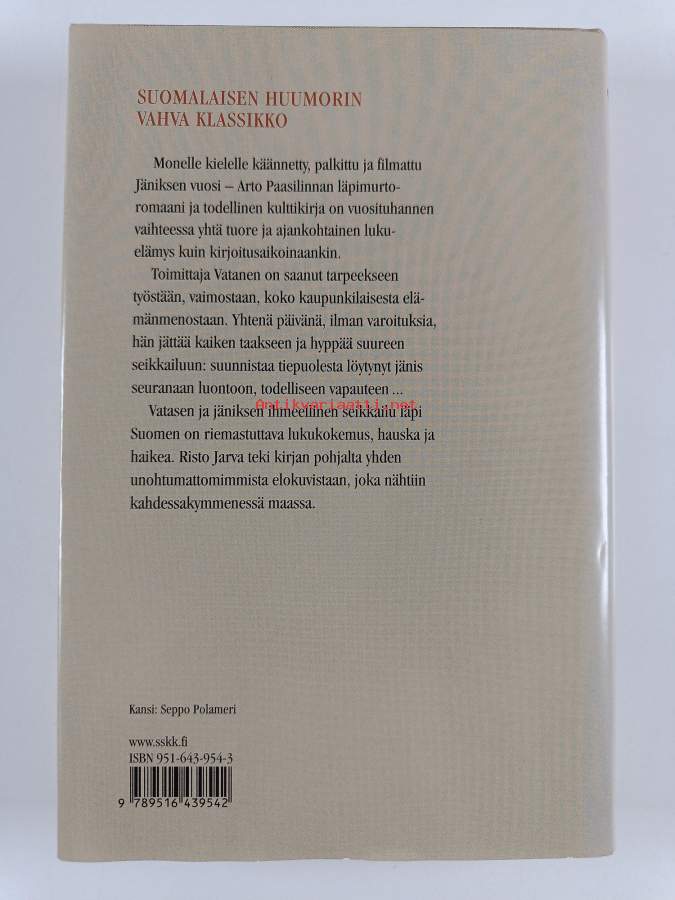 SUOMALAISEN HUUMORIN
VAHVA KLASSIKKO
Monelle kielelle käännetty, palkittu ja filmattu
Jäniksen vuosi – Arto Paasilinnan läpimurto-
romaani ja todellinen kulttikirja on vuosituhannen
vaihteessa yhtä tuore ja ajankohtainen luku-
elämys kuin kirjoitusaikoinaankin.
Toimittaja Vatanen on saanut tarpeekseen
työstään, vaimostaan, koko kaupunkilaisesta elä-
mänmenostaan. Yhtenä päivänä, ilman varoituksia,
hän jättää kaiken taakseen ja hyppää suureen
seikkailuun: suunnistaa tiepuolesta löytynyt jänis
seuranaan luontoon, todelliseen vapauteen ...
Antikvariaatti.net
Vatasen ja jäniksen ihmeellinen seikkailu läpi
Suomen on riemastuttava lukukokemus, hauska ja
haikea. Risto Jarva teki kirjan pohjalta yhden
unohtumattomimmista elokuvistaan, joka nähtiin
kahdessakymmenessä maassa.
Kansi: Seppo Polameri
www.sskk.fi
ISBN 951-643-954-3
9 789516 439542